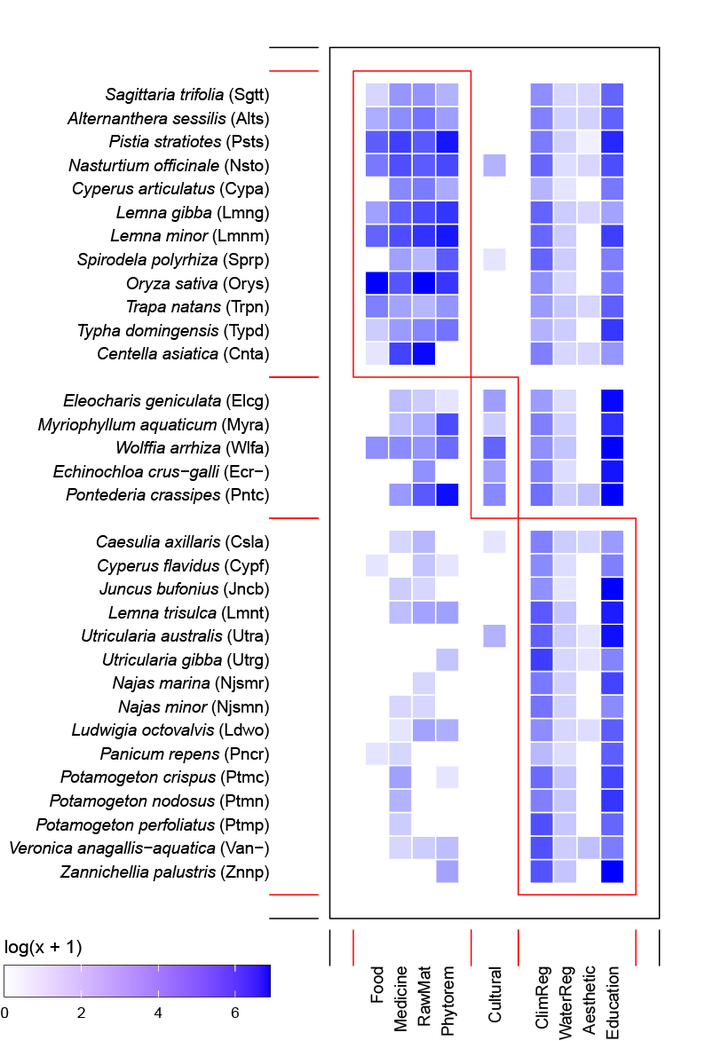 Sagittaria trifolia (Sgtt)
Alternanthera sessilis (Alts)
Pistia stratiotes (Psts)
Nasturtium officinale (Nsto)
Cyperus articulatus (Cypa)
Lemna gibba (Lmng)
Lemna minor (Lmnm)
Spirodela polyrhiza (Sprp)
Oryza sativa (Orys)
Trapa natans (Trpn)
Typha domingensis (Typd)
Centella asiatica (Cnta)
Eleocharis geniculata (Elcg)
Myriophyllum aquaticum (Myra)
Wolffia arrhiza (Wlfa)
Echinochloa crus−galli (Ecr−)
Pontederia crassipes (Pntc)
Caesulia axillaris (Csla)
Cyperus flavidus (Cypf)
Juncus bufonius (Jncb)
Lemna trisulca (Lmnt)
Utricularia australis (Utra)
Utricularia gibba (Utrg)
Najas marina (Njsmr)
Najas minor (Njsmn)
Ludwigia octovalvis (Ldwo)
Panicum repens (Pncr)
Potamogeton crispus (Ptmc)
Potamogeton nodosus (Ptmn)
Potamogeton perfoliatus (Ptmp)
Veronica anagallis−aquatica (Van−)
Zannichellia palustris (Znnp)
log(x + 1)
0 2 4 6
Food
Medicine
RawMat
Phytorem
Cultural
ClimReg
WaterReg
Aesthetic
Education